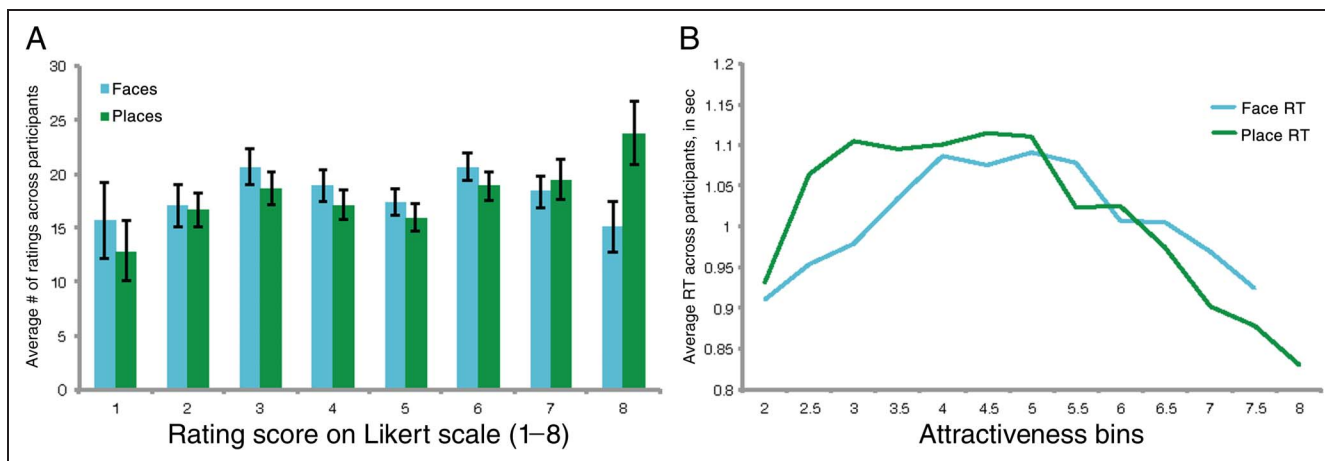 A
30
25
20
15
10
5
0
Average # of ratings across participants
Faces
Places
1 2 3 4 5 6 7 8
Rating score on Likert scale (1–8)
B
1.2
1.15
1.1
1.05
1
0.95
0.9
0.85
0.8
Average RT across participants, in sec
Face RT
Place RT
2 2.5 3 3.5 4 4.5 5 5.5 6 6.5 7 7.5 8
Attractiveness bins